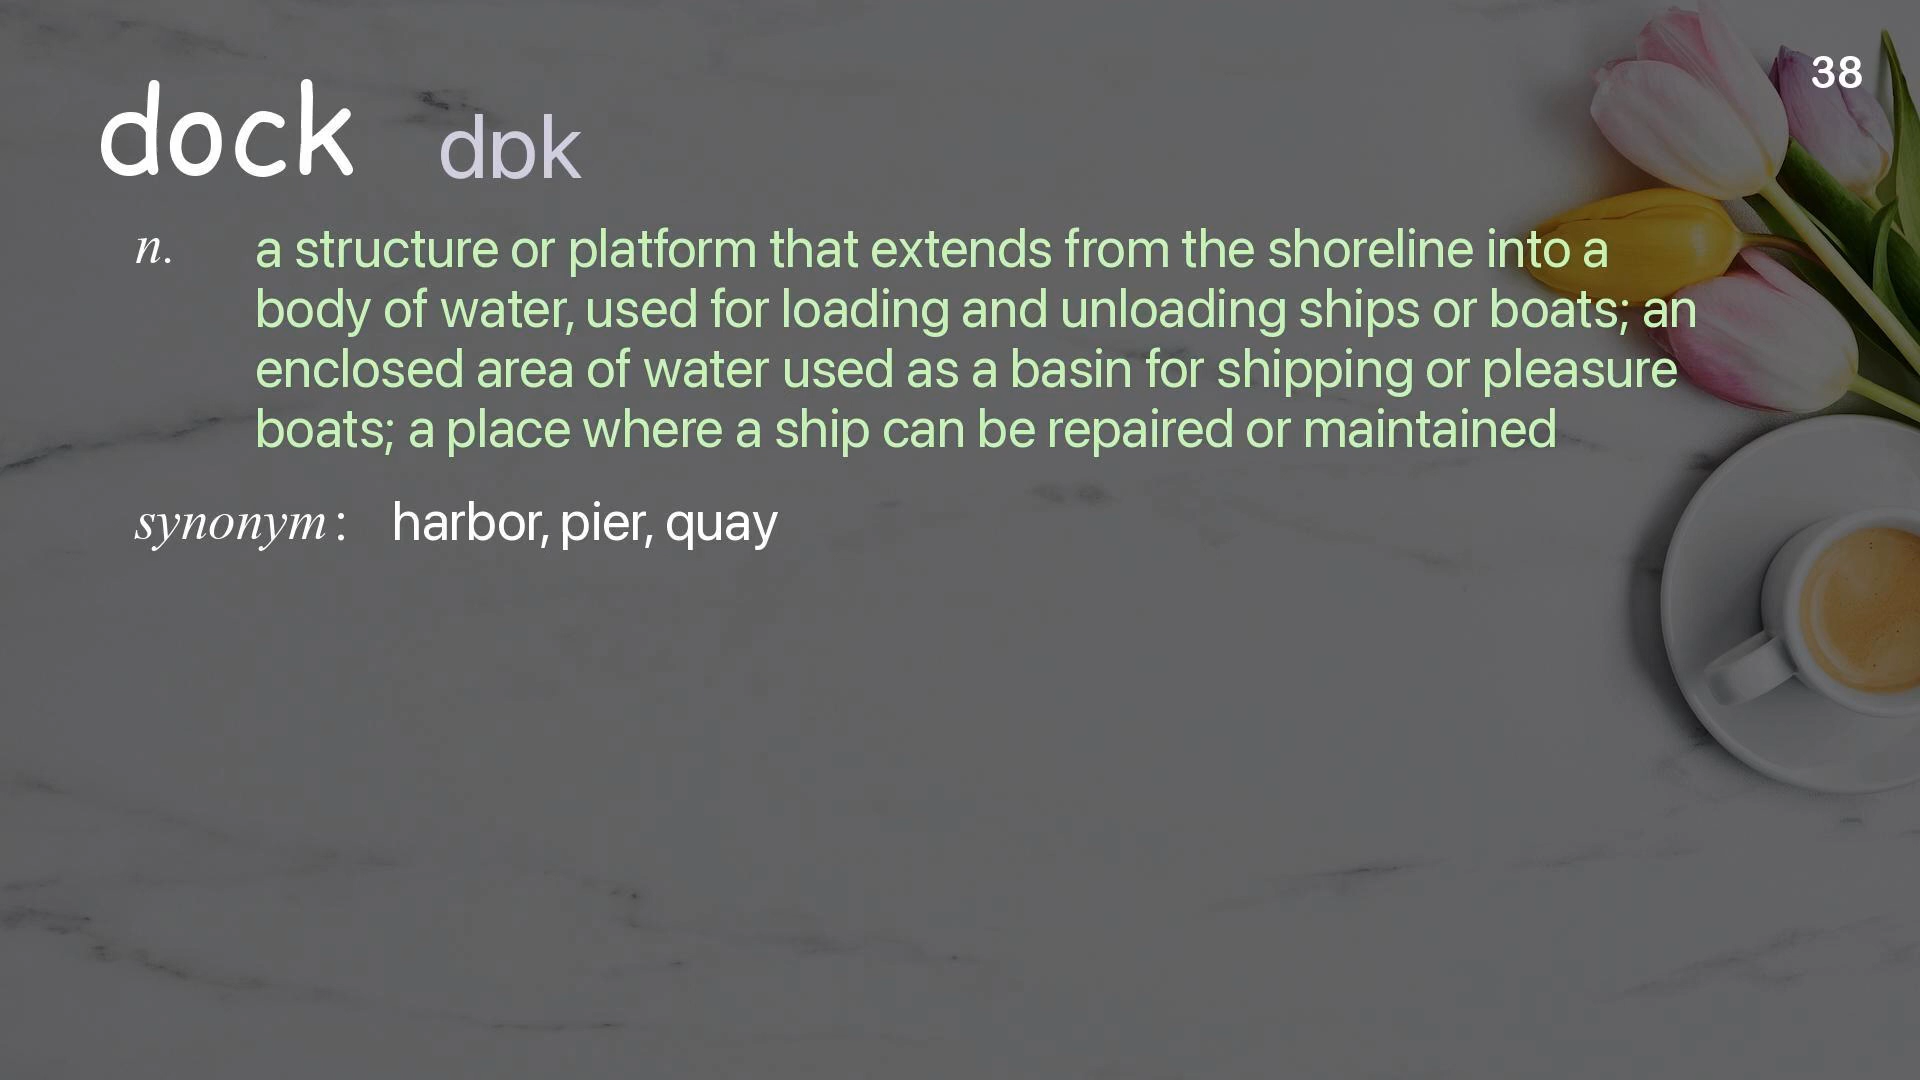 38
dock dɒk
n. a structure or platform that extends from the shoreline into a
body of water, used for loading and unloading ships or boats; an
enclosed area of water used as a basin for shipping or pleasure
boats; a place where a ship can be repaired or maintained
synonym: harbor, pier, quay